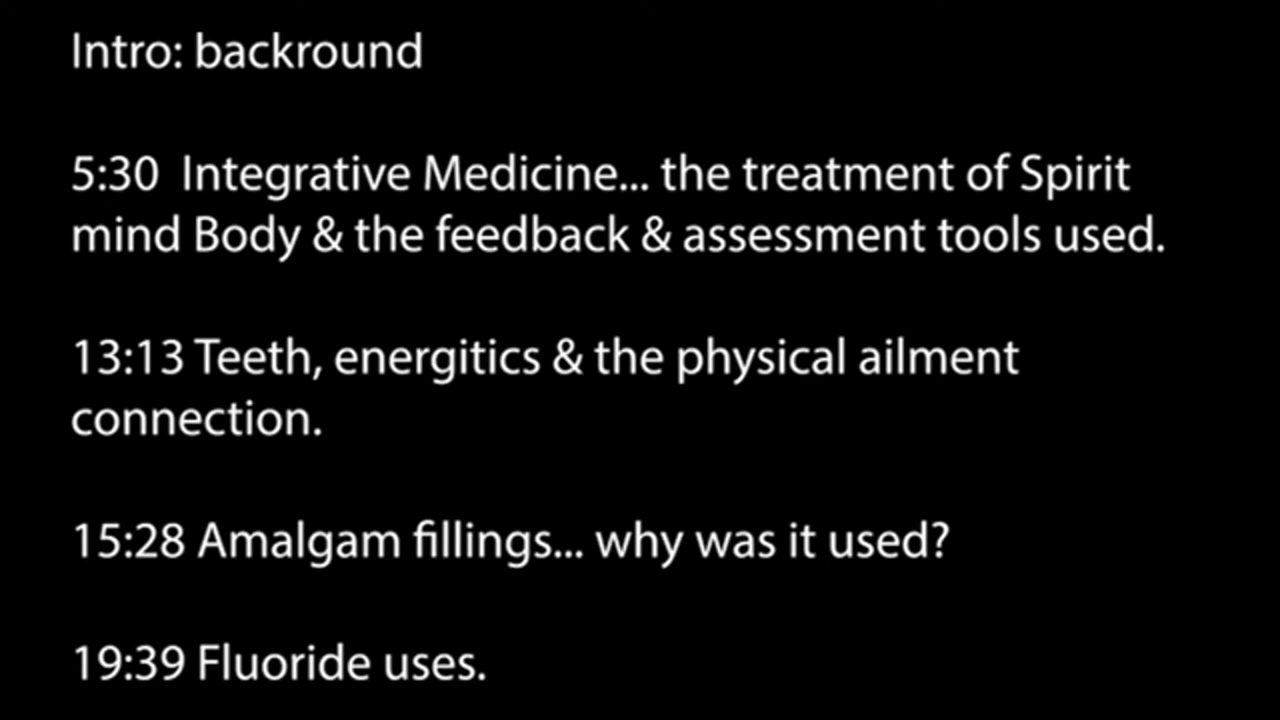 Intro: backround
5:30 Integrative Medicine... the treatment of Spirit
mind Body & the feedback & assessment tools used.
13:13 Teeth, energitics & the physical ailment
connection.
15:28 Amalgam fillings... why was it used?
19:39 Fluoride uses.